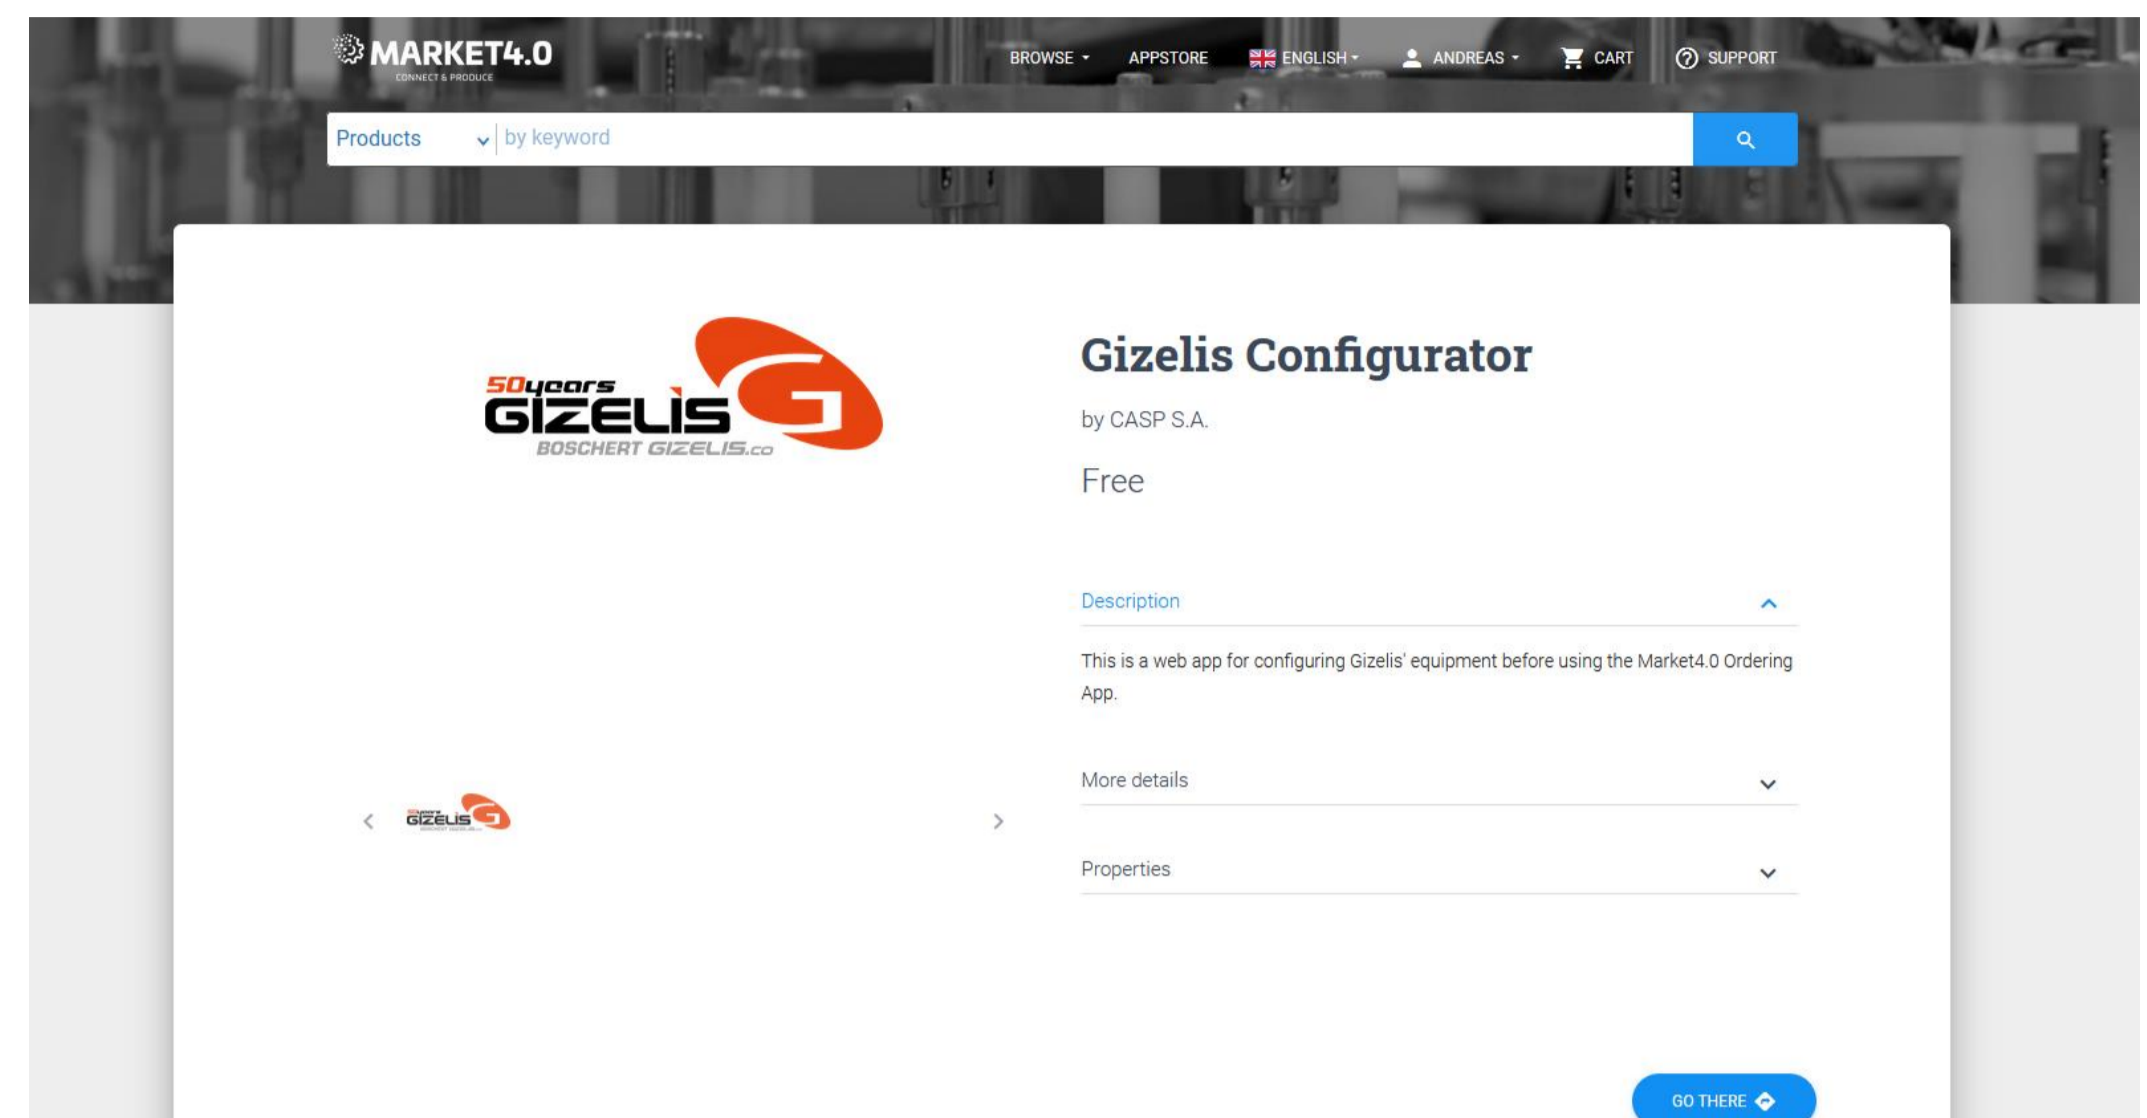 MARKET4.0
CONNECT & PRODUCE
BROWSE APPSTORE ENGLISH ANDREAS CART SUPPORT
Products by keyword
50years
GIZELIS
BOSCHERT GIZELIS.co
Gizelis Configurator
by CASP S.A.
Free
Description
This is a web app for configuring Gizelis' equipment before using the Market4.0 Ordering
App.
More details
GIZELIS
Properties
GO THERE